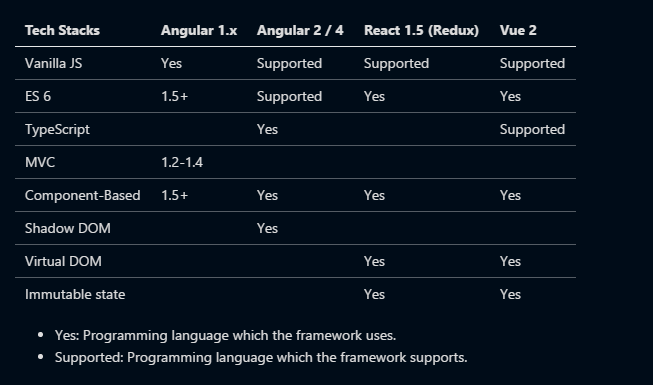 Tech Stacks Angular 1.x Angular 2 / 4 React 1.5 (Redux) Vue 2
Vanilla JS Yes Supported Supported Supported
ES 6 1.5+ Supported Yes Yes
TypeScript Yes Supported
MVC 1.2-1.4
Component-Based 1.5+ Yes Yes Yes
Shadow DOM Yes
Virtual DOM Yes Yes
Immutable state Yes Yes
• Yes: Programming language which the framework uses.
• Supported: Programming language which the framework supports.